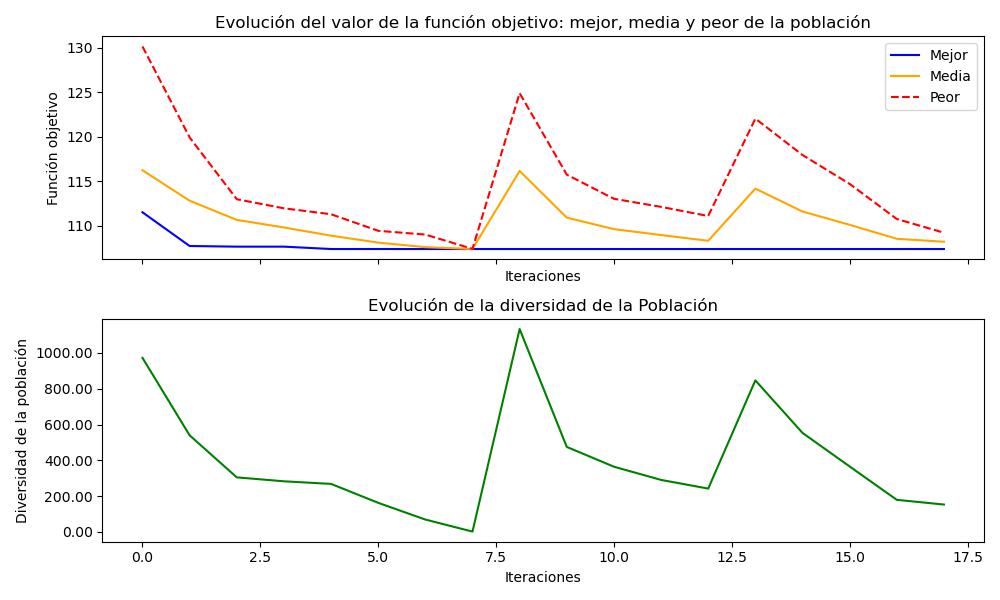 Evolución del valor de la función objetivo: mejor, media y peor de la población
130
125
120
115
110
Función objetivo
Mejor
Media
Peor
Iteraciones
Evolución de la diversidad de la Población
1000.00
800.00
600.00
400.00
200.00
0.00
Diversidad de la población
0.0 2.5 5.0 7.5 10.0 12.5 15.0 17.5
Iteraciones